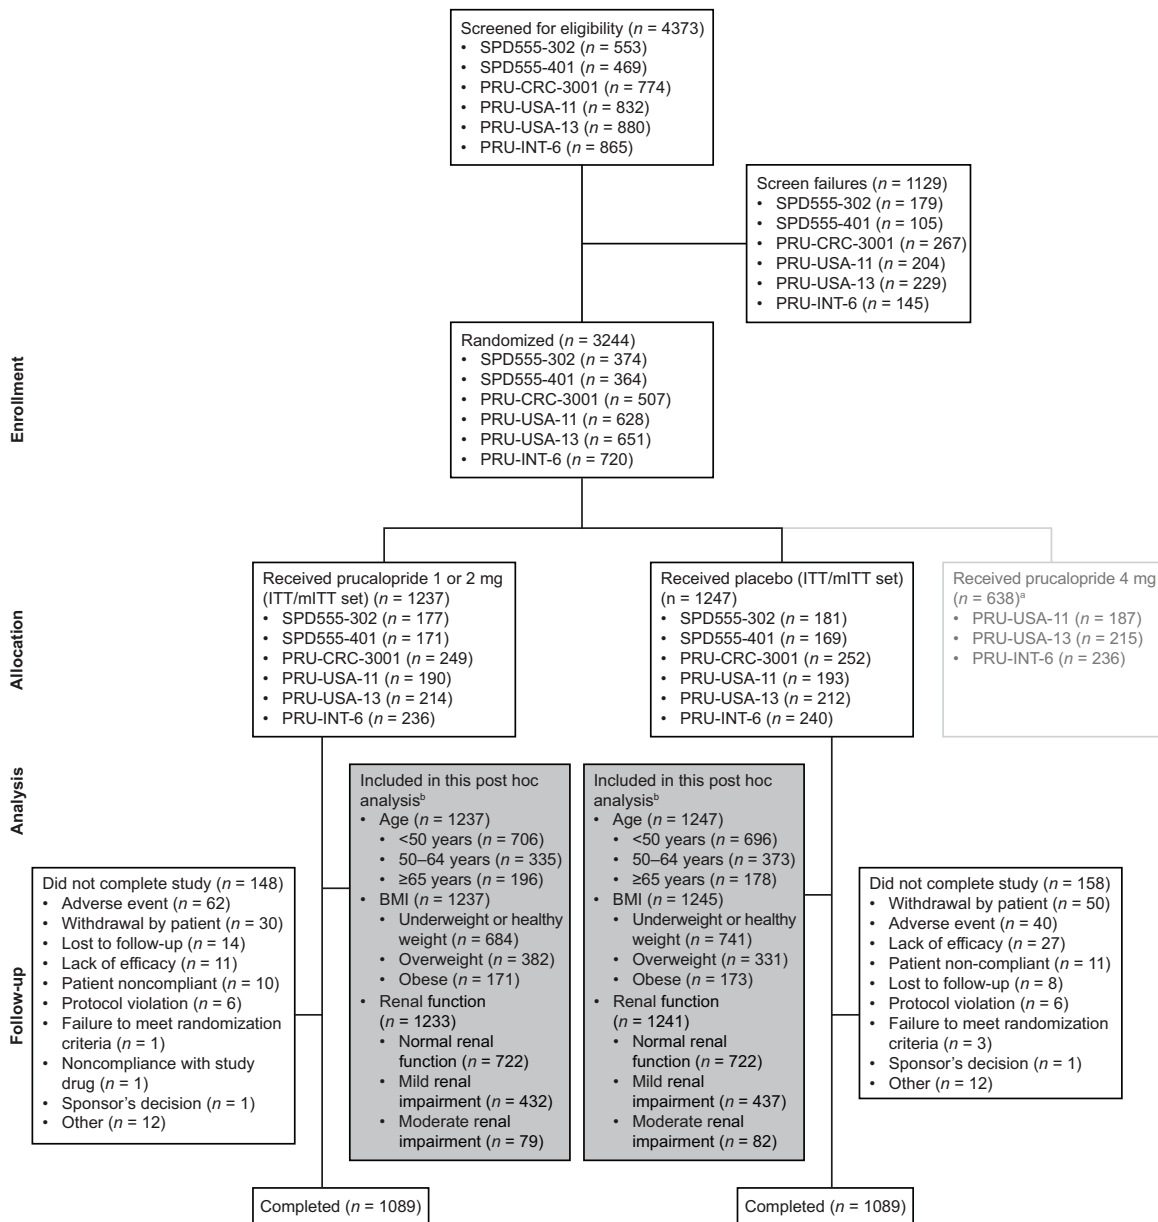 Screened for eligibility (n = 4373)
• SPD555-302 (n = 553)
• SPD555-401 (n = 469)
• PRU-CRC-3001 (n = 774)
• PRU-USA-11 (n = 832)
• PRU-USA-13 (n = 880)
• PRU-INT-6 (n = 865)
Screen failures (n = 1129)
• SPD555-302 (n = 179)
• SPD555-401 (n = 105)
• PRU-CRC-3001 (n = 267)
• PRU-USA-11 (n = 204)
• PRU-USA-13 (n = 229)
• PRU-INT-6 (n = 145)
Enrollment
Randomized (n = 3244)
• SPD555-302 (n = 374)
• SPD555-401 (n = 364)
• PRU-CRC-3001 (n = 507)
• PRU-USA-11 (n = 628)
• PRU-USA-13 (n = 651)
• PRU-INT-6 (n = 720)
Allocation
Received prucalopride 1 or 2 mg
(ITT/mITT set) (n = 1237)
• SPD555-302 (n = 177)
• SPD555-401 (n = 171)
• PRU-CRC-3001 (n = 249)
• PRU-USA-11 (n = 190)
• PRU-USA-13 (n = 214)
• PRU-INT-6 (n = 236)
Received placebo (ITT/mITT set)
(n = 1247)
• SPD555-302 (n = 181)
• SPD555-401 (n = 169)
• PRU-CRC-3001 (n = 252)
• PRU-USA-11 (n = 193)
• PRU-USA-13 (n = 212)
• PRU-INT-6 (n = 240)
Received prucalopride 4 mg
(n = 638)ᵃ
• PRU-USA-11 (n = 187)
• PRU-USA-13 (n = 215)
• PRU-INT-6 (n = 236)
Analysis
Included in this post hoc
analysisᵇ
• Age (n = 1237)
• <50 years (n = 706)
• 50–64 years (n = 335)
• ≥65 years (n = 196)
• BMI (n = 1237)
• Underweight or healthy
weight (n = 684)
• Overweight (n = 382)
• Obese (n = 171)
• Renal function
(n = 1233)
• Normal renal
function (n = 722)
• Mild renal
impairment (n = 432)
• Moderate renal
impairment (n = 79)
Included in this post hoc
analysisᵇ
• Age (n = 1247)
• <50 years (n = 696)
• 50–64 years (n = 373)
• ≥65 years (n = 178)
• BMI (n = 1245)
• Underweight or healthy
weight (n = 741)
• Overweight (n = 331)
• Obese (n = 173)
• Renal function
(n = 1241)
• Normal renal
function (n = 722)
• Mild renal
impairment (n = 437)
• Moderate renal
impairment (n = 82)
Follow-up
Did not complete study (n = 148)
• Adverse event (n = 62)
• Withdrawal by patient (n = 30)
• Lost to follow-up (n = 14)
• Lack of efficacy (n = 11)
• Patient noncompliant (n = 10)
• Protocol violation (n = 6)
• Failure to meet randomization
criteria (n = 1)
• Noncompliance with study
drug (n = 1)
• Sponsor's decision (n = 1)
• Other (n = 12)
Did not complete study (n = 158)
• Withdrawal by patient (n = 50)
• Adverse event (n = 40)
• Lack of efficacy (n = 27)
• Patient non-compliant (n = 11)
• Lost to follow-up (n = 8)
• Protocol violation (n = 6)
• Failure to meet randomization
criteria (n = 3)
• Sponsor's decision (n = 1)
• Other (n = 12)
Completed (n = 1089)
Completed (n = 1089)